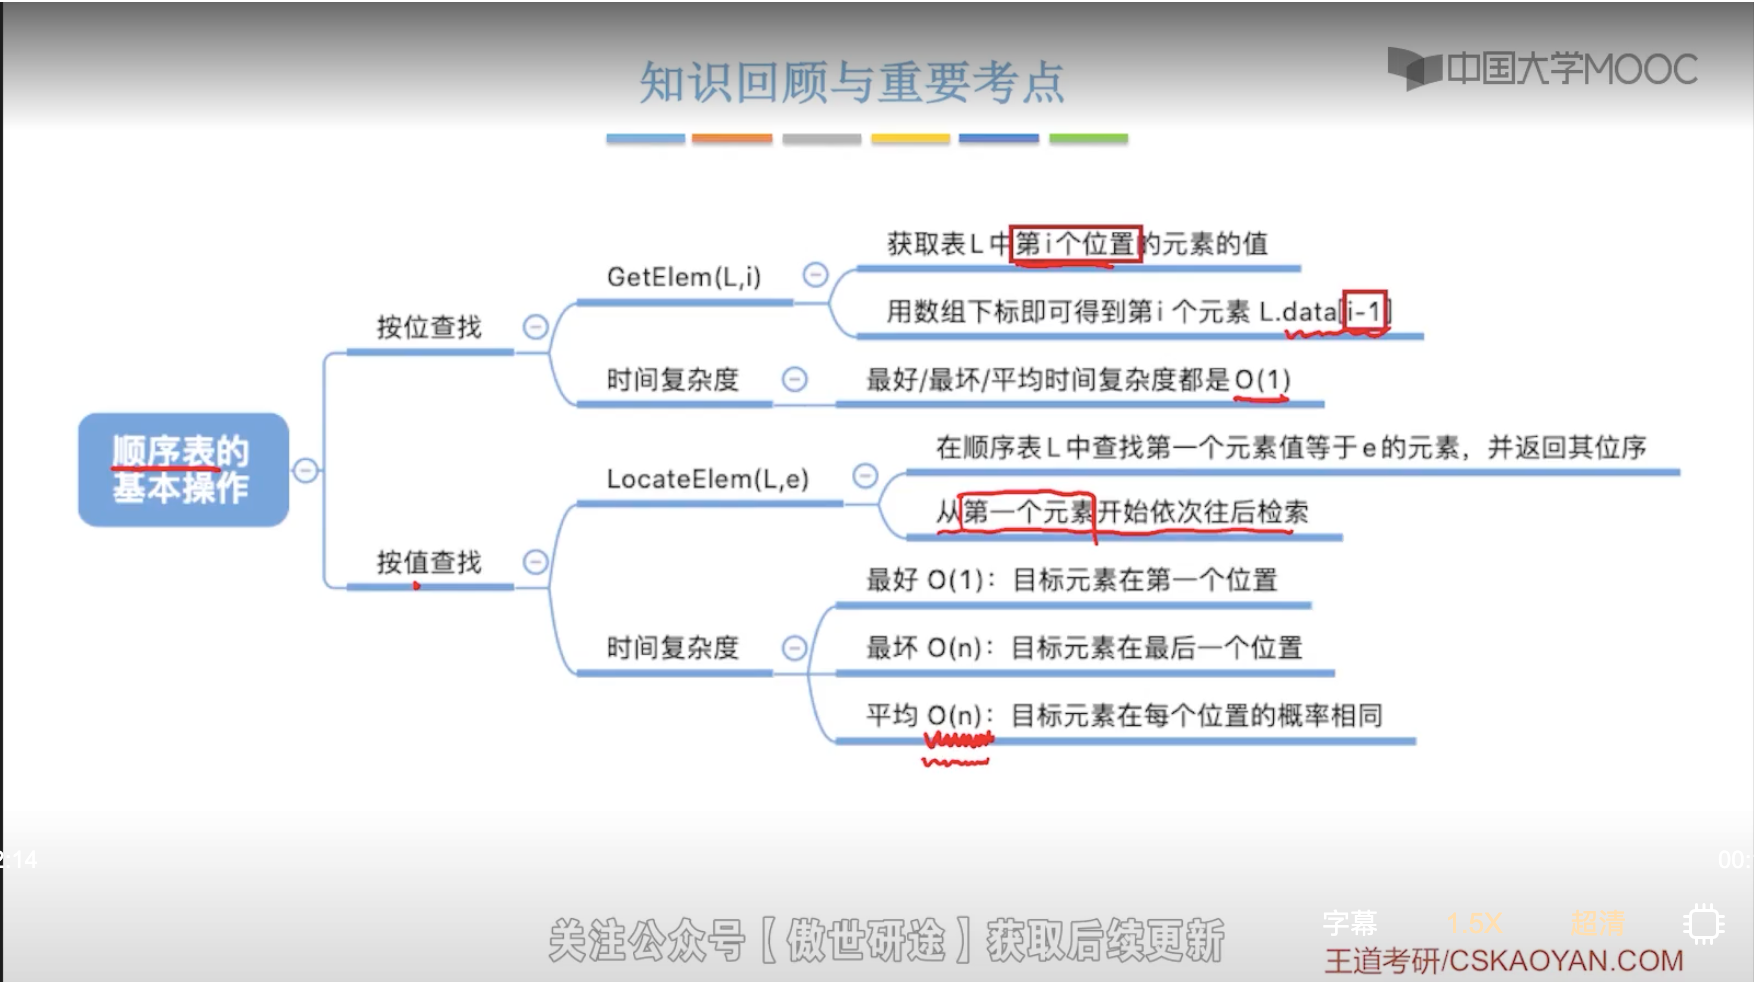 知识回顾与重要考点
中国大学MOOC
获取表L中第i个位置的元素的值
GetElem(L,i)
用数组下标即可得到第i个元素 L.data[i-1]
按位查找
时间复杂度
最好/最坏/平均时间复杂度都是O(1)
顺序表的
基本操作
在顺序表L中查找第一个元素值等于e的元素，并返回其位序
LocateElem(L,e)
从第一个元素开始依次往后检索
按值查找
最好 O(1)：目标元素在第一个位置
时间复杂度
最坏 O(n)：目标元素在最后一个位置
平均 O(n)：目标元素在每个位置的概率相同
2:14
00:
关注公众号【傲世研途】获取后续更新
字幕
1.5X
超清
王道考研/CSKAOYAN.COM